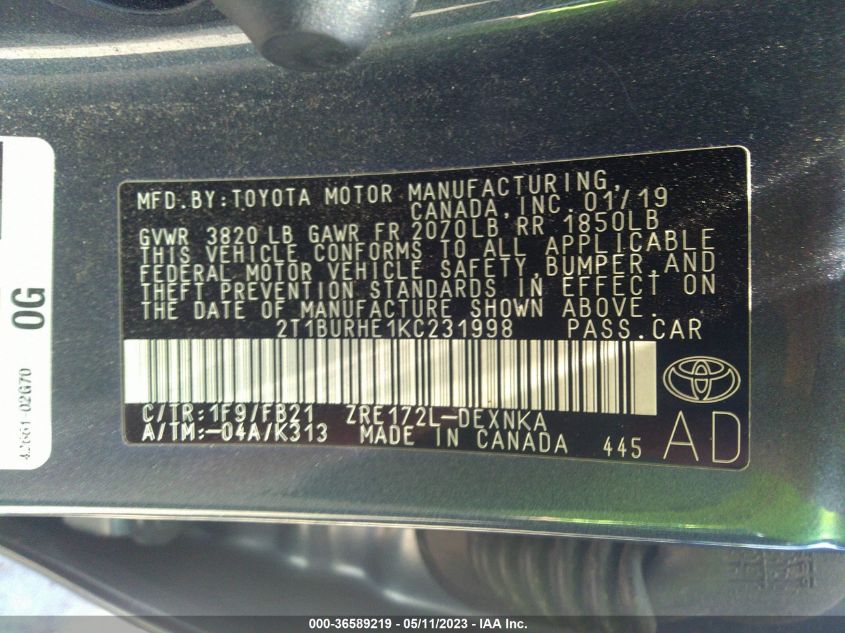 MFD.BY:TOYOTA MOTOR MANUFACTURING,
CANADA, INC. 01/19
GVWR 3820 LB GAWR FR 2070LB RR 1850LB
THIS VEHICLE CONFORMS TO ALL APPLICABLE
FEDERAL MOTOR VEHICLE SAFETY, BUMPER, AND
THEFT PREVENTION STANDARDS IN EFFECT ON
THE DATE OF MANUFACTURE SHOWN ABOVE.
2T1BURHE1KC231998 PASS.CAR
C/TR:1F9/FB21 ZRE172L-DEXNKA
A/TM:-04A/K313 MADE IN CANADA 445 AD
0G
02G70
000-36589219 - 05/11/2023 - IAA Inc.